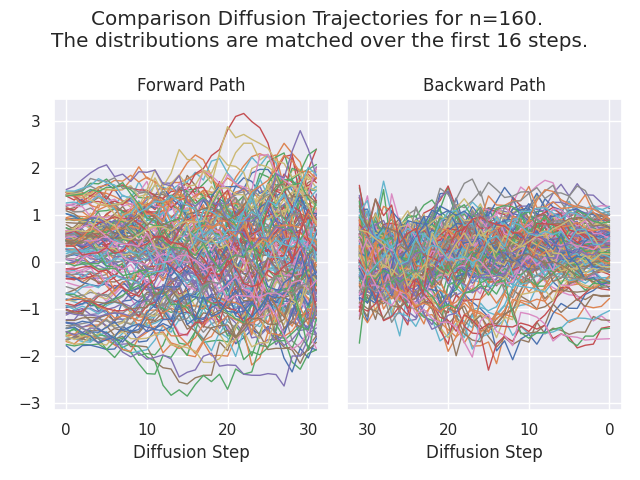 Comparison Diffusion Trajectories for n=160.
The distributions are matched over the first 16 steps.
Forward Path
Backward Path
3
2
1
0
−1
−2
−3
0
10
20
30
30
20
10
0
Diffusion Step
Diffusion Step